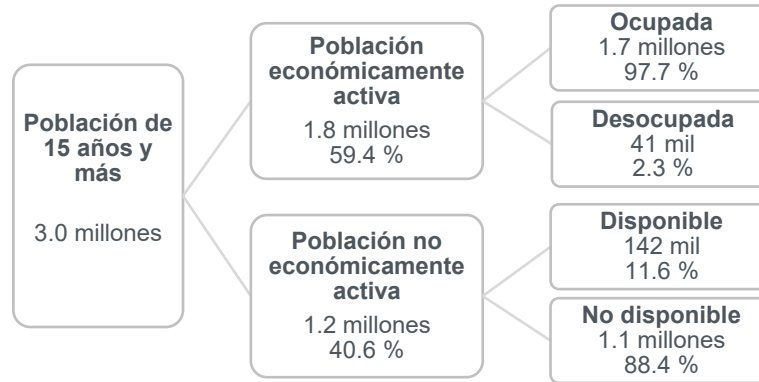 Población de
15 años y
más
3.0 millones
Población
económicamente
activa
1.8 millones
59.4 %
Población no
económicamente
activa
1.2 millones
40.6 %
Ocupada
1.7 millones
97.7 %
Desocupada
41 mil
2.3 %
Disponible
142 mil
11.6 %
No disponible
1.1 millones
88.4 %